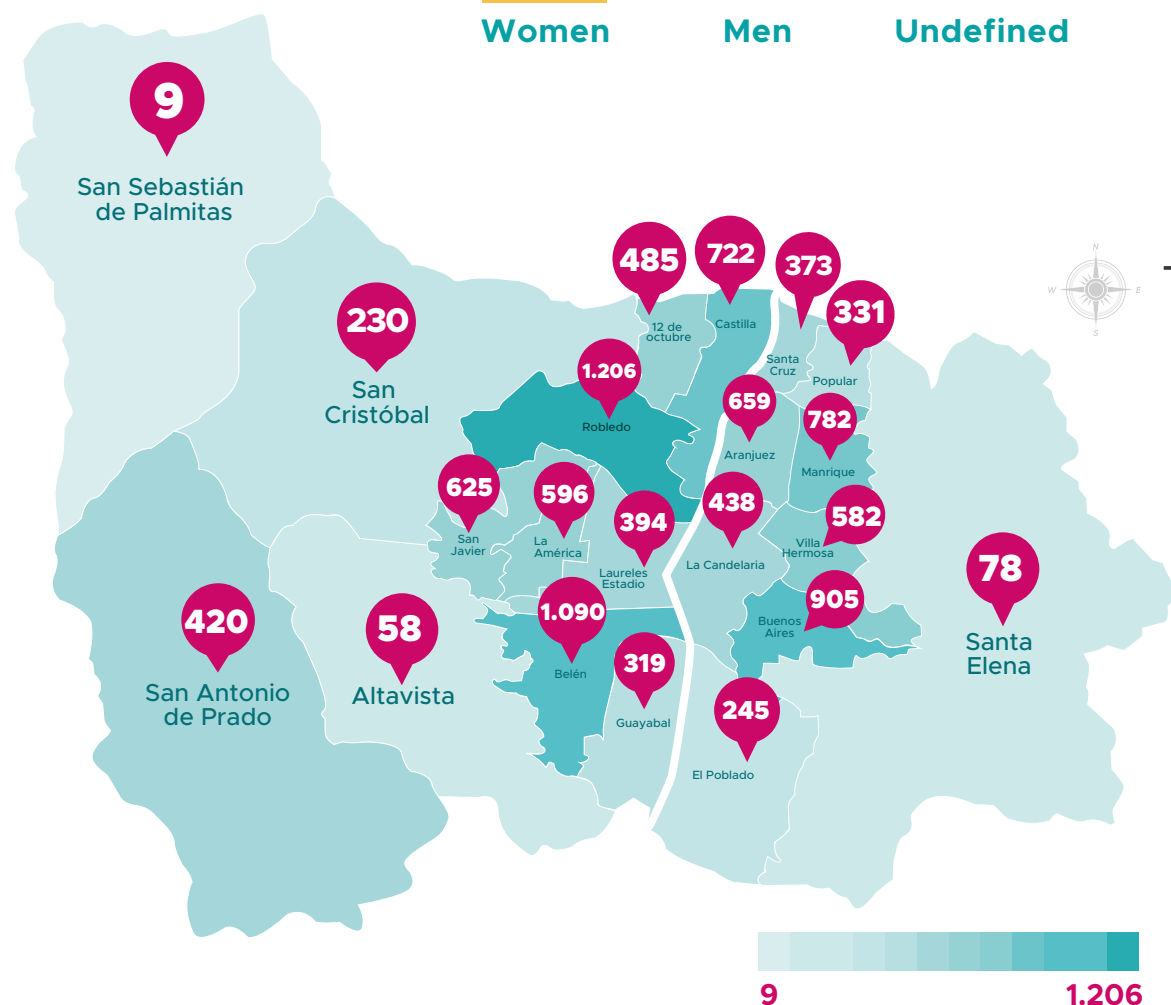 Women
Men
Undefined
9
San Sebastián
de Palmitas
230
San
Cristóbal
485
12 de
octubre
722
Castilla
373
Santa
Cruz
331
Popular
N
W
E
S
1.206
Robledo
659
Aranjuez
782
Manrique
625
San
Javier
596
La
América
394
Laureles
Estadio
438
La Candelaria
582
Villa
Hermosa
78
Santa
Elena
420
San Antonio
de Prado
58
Altavista
1.090
Belén
319
Guayabal
905
Buenos
Aires
245
El Poblado
9
1.206